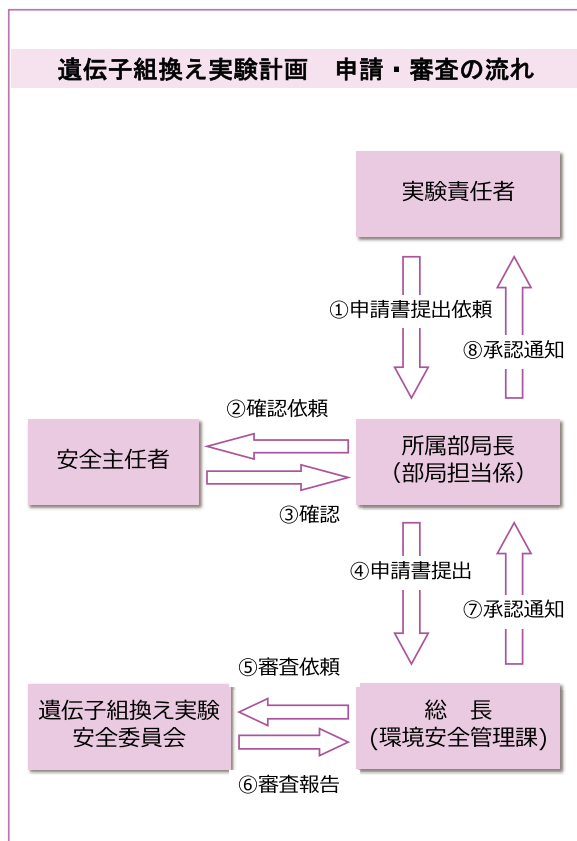 遺伝子組換え実験計画　申請・審査の流れ
実験責任者
①申請書提出依頼
⑧承認通知
②確認依頼
安全主任者
所属部局長
（部局担当係）
③確認
④申請書提出
⑦承認通知
⑤審査依頼
遺伝子組換え実験
安全委員会
総　長
(環境安全管理課)
⑥審査報告